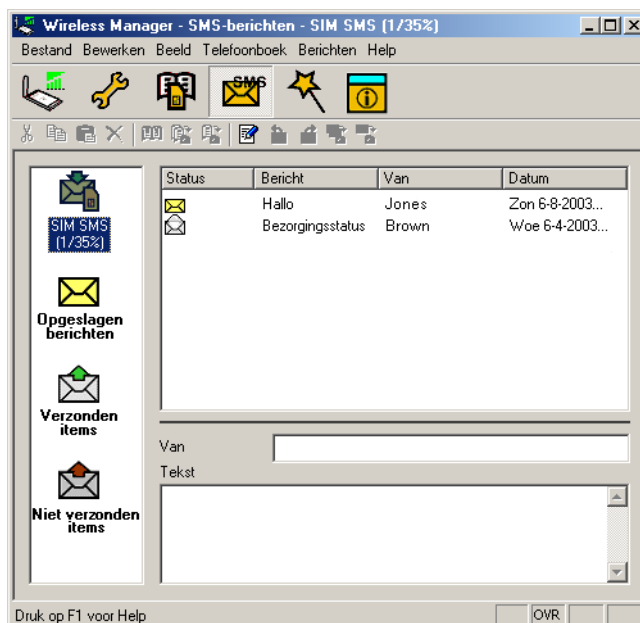 Wireless Manager - SMS-berichten - SIM SMS (1/35%)
Bestand Bewerken Beeld Telefoonboek Berichten Help
SMS
SIM SMS
(1/35%)
Opgeslagen
berichten
Verzonden
items
Niet verzonden
items
Status Bericht Van Datum
Hallo Jones Zon 6-8-2003...
Bezorgingsstatus Brown Woe 6-4-2003...
Van
Tekst
Druk op F1 voor Help
OVR